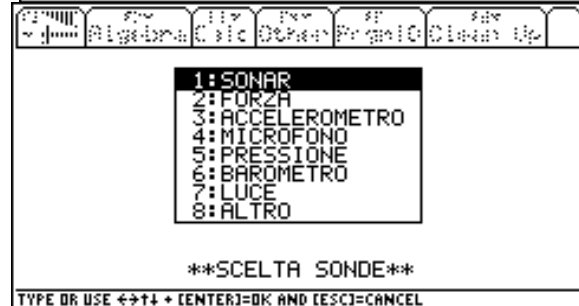 Algebra Calc Other PrgmIO Clean Up
1:SONAR
2:FORZA
3:ACCELEROMETRO
4:MICROFONO
5:PRESSIONE
6:BAROMETRO
7:LUCE
8:ALTRO
**SCELTA SONDE**
TYPE OR USE ←→↑↓ + [ENTER]=OK AND [ESC]=CANCEL